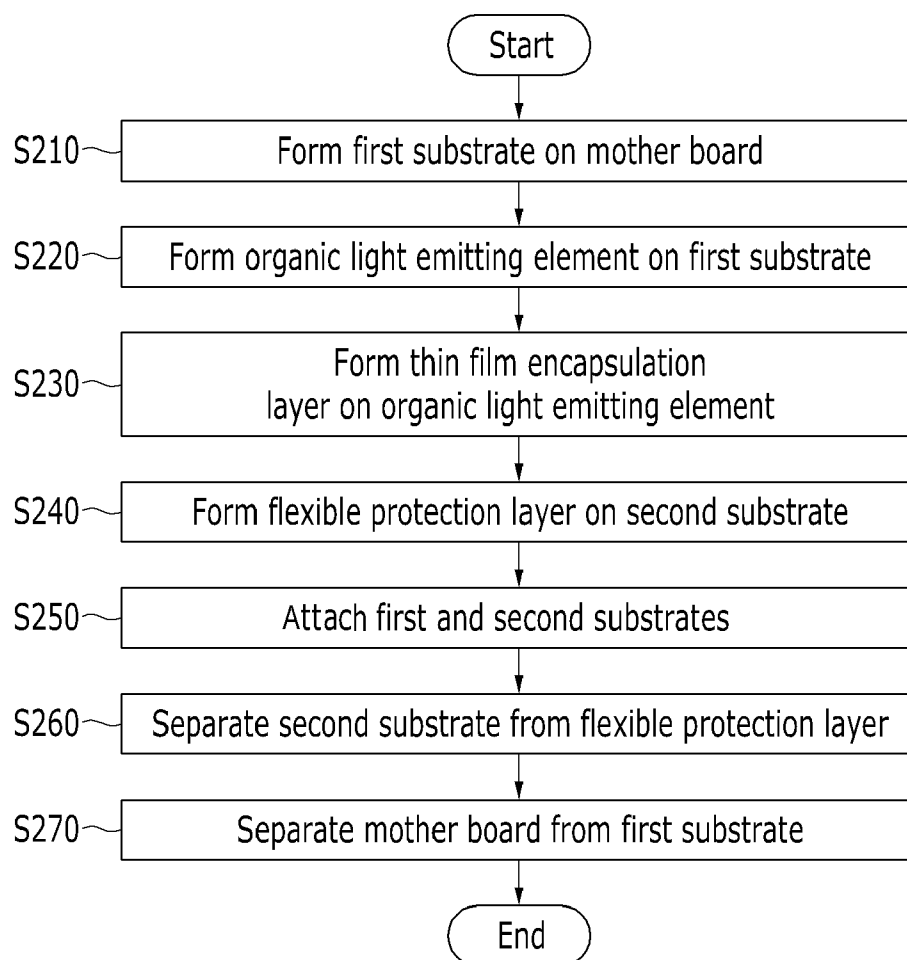 Start
S210
Form first substrate on mother board
S220
Form organic light emitting element on first substrate
S230
Form thin film encapsulation
layer on organic light emitting element
S240
Form flexible protection layer on second substrate
S250
Attach first and second substrates
S260
Separate second substrate from flexible protection layer
S270
Separate mother board from first substrate
End